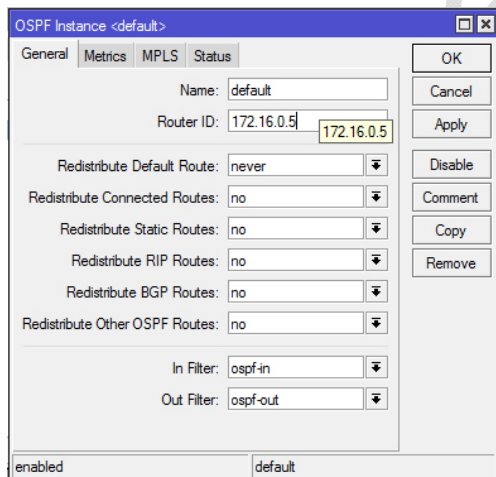 OSPF Instance <default>
General Metrics MPLS Status
Name: default
Router ID: 172.16.0.5
172.16.0.5
Redistribute Default Route: never
Redistribute Connected Routes: no
Redistribute Static Routes: no
Redistribute RIP Routes: no
Redistribute BGP Routes: no
Redistribute Other OSPF Routes: no
In Filter: ospf-in
Out Filter: ospf-out
OK
Cancel
Apply
Disable
Comment
Copy
Remove
enabled default